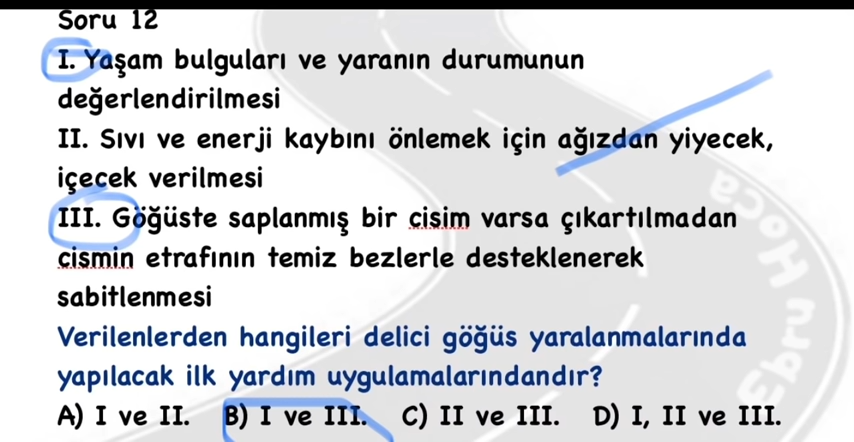 Soru 12
I. Yaşam bulguları ve yaranın durumunun
değerlendirilmesi
II. Sıvı ve enerji kaybını önlemek için ağızdan yiyecek,
içecek verilmesi
III. Göğüste saplanmış bir cisim varsa çıkartılmadan
cismin etrafının temiz bezlerle desteklenerek
sabitlenmesi
Verilenlerden hangileri delici göğüs yaralanmalarında
yapılacak ilk yardım uygulamalarındandır?
A) I ve II. B) I ve III. C) II ve III. D) I, II ve III.
Ebru Hoca